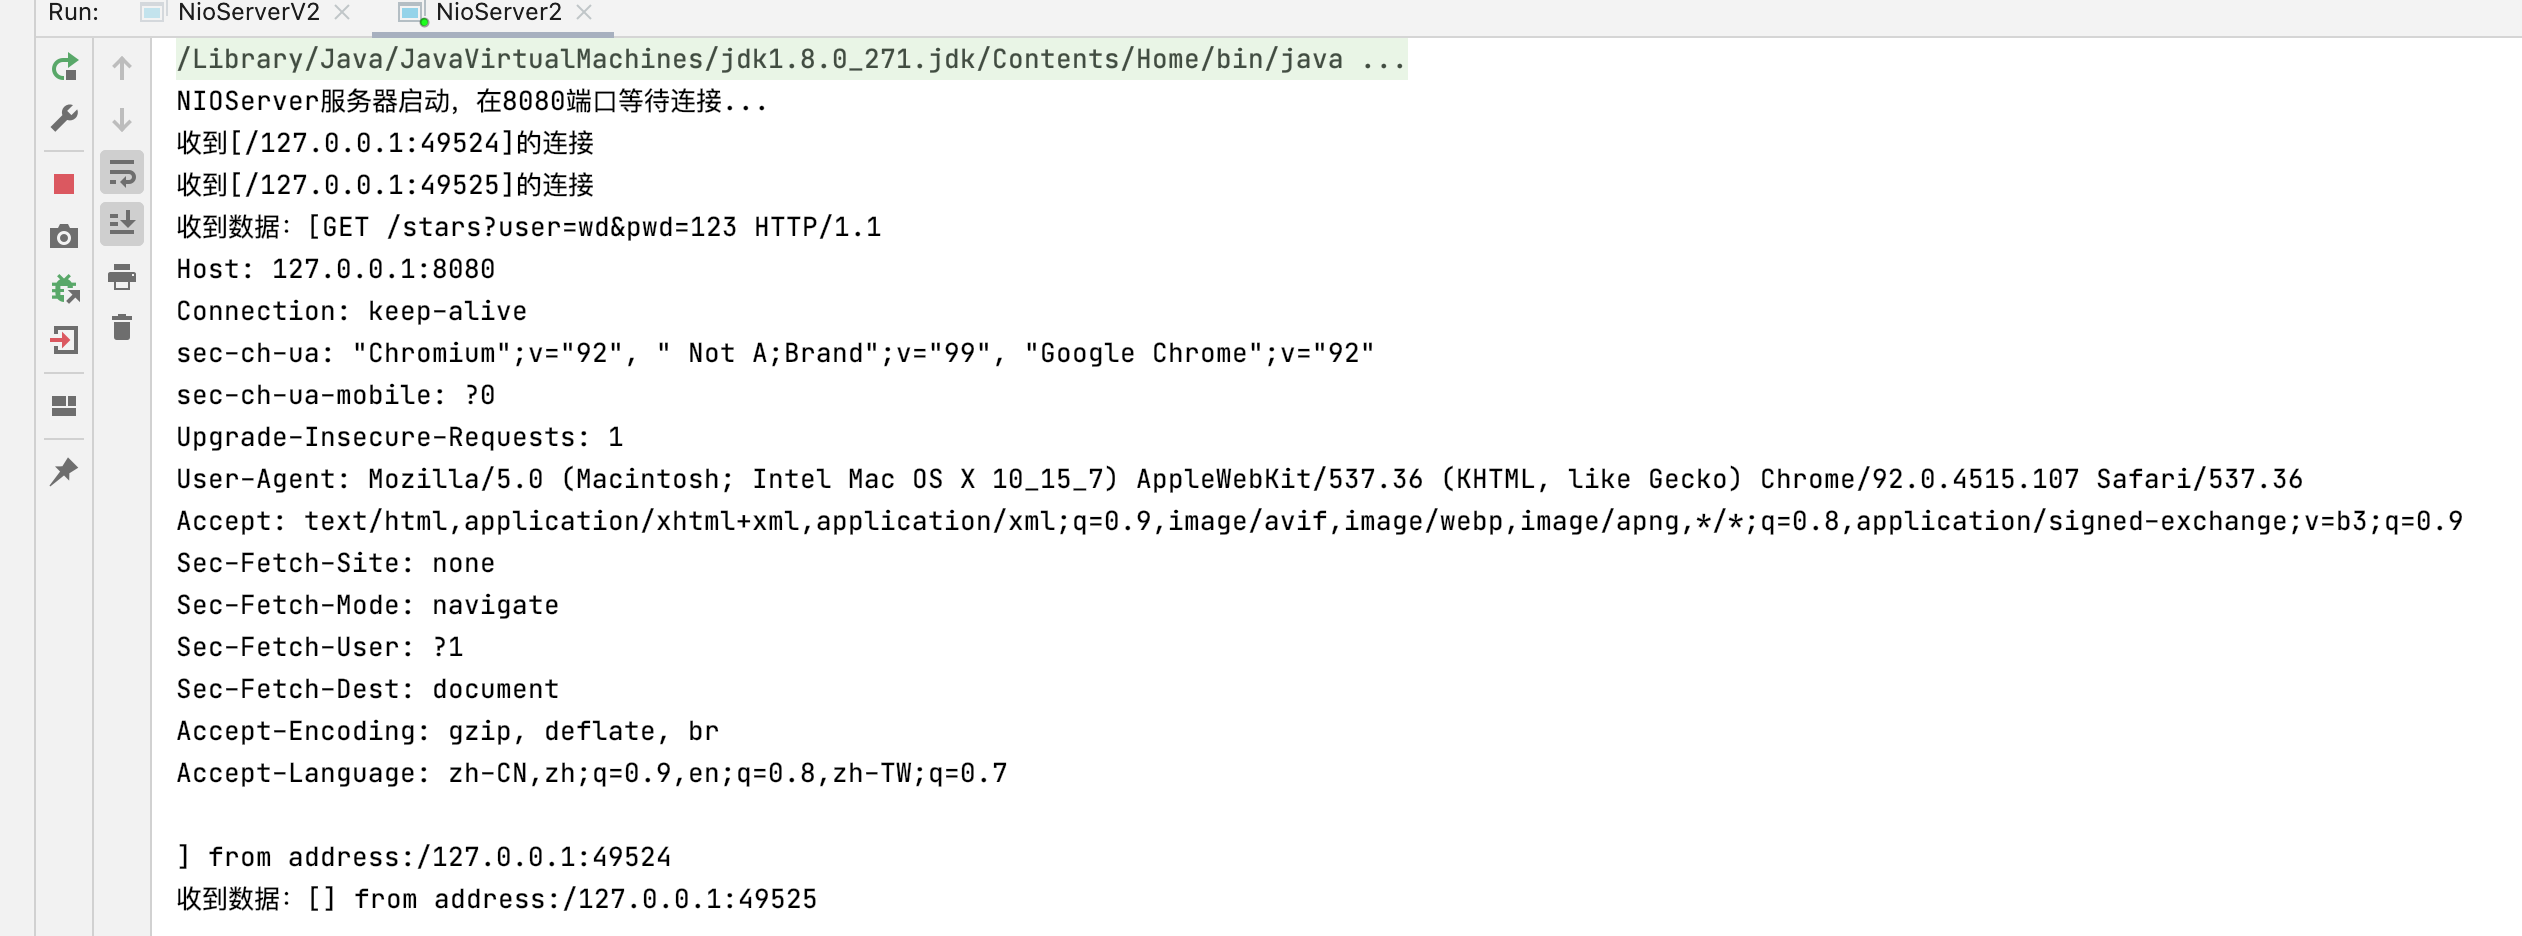 Run: NioServerV2 NioServer2
/Library/Java/JavaVirtualMachines/jdk1.8.0_271.jdk/Contents/Home/bin/java ...
NIOServer服务器启动，在8080端口等待连接...
收到[/127.0.0.1:49524]的连接
收到[/127.0.0.1:49525]的连接
收到数据：[GET /stars?user=wd&pwd=123 HTTP/1.1
Host: 127.0.0.1:8080
Connection: keep-alive
sec-ch-ua: "Chromium";v="92", " Not A;Brand";v="99", "Google Chrome";v="92"
sec-ch-ua-mobile: ?0
Upgrade-Insecure-Requests: 1
User-Agent: Mozilla/5.0 (Macintosh; Intel Mac OS X 10_15_7) AppleWebKit/537.36 (KHTML, like Gecko) Chrome/92.0.4515.107 Safari/537.36
Accept: text/html,application/xhtml+xml,application/xml;q=0.9,image/avif,image/webp,image/apng,*/*;q=0.8,application/signed-exchange;v=b3;q=0.9
Sec-Fetch-Site: none
Sec-Fetch-Mode: navigate
Sec-Fetch-User: ?1
Sec-Fetch-Dest: document
Accept-Encoding: gzip, deflate, br
Accept-Language: zh-CN,zh;q=0.9,en;q=0.8,zh-TW;q=0.7
] from address:/127.0.0.1:49524
收到数据：[] from address:/127.0.0.1:49525